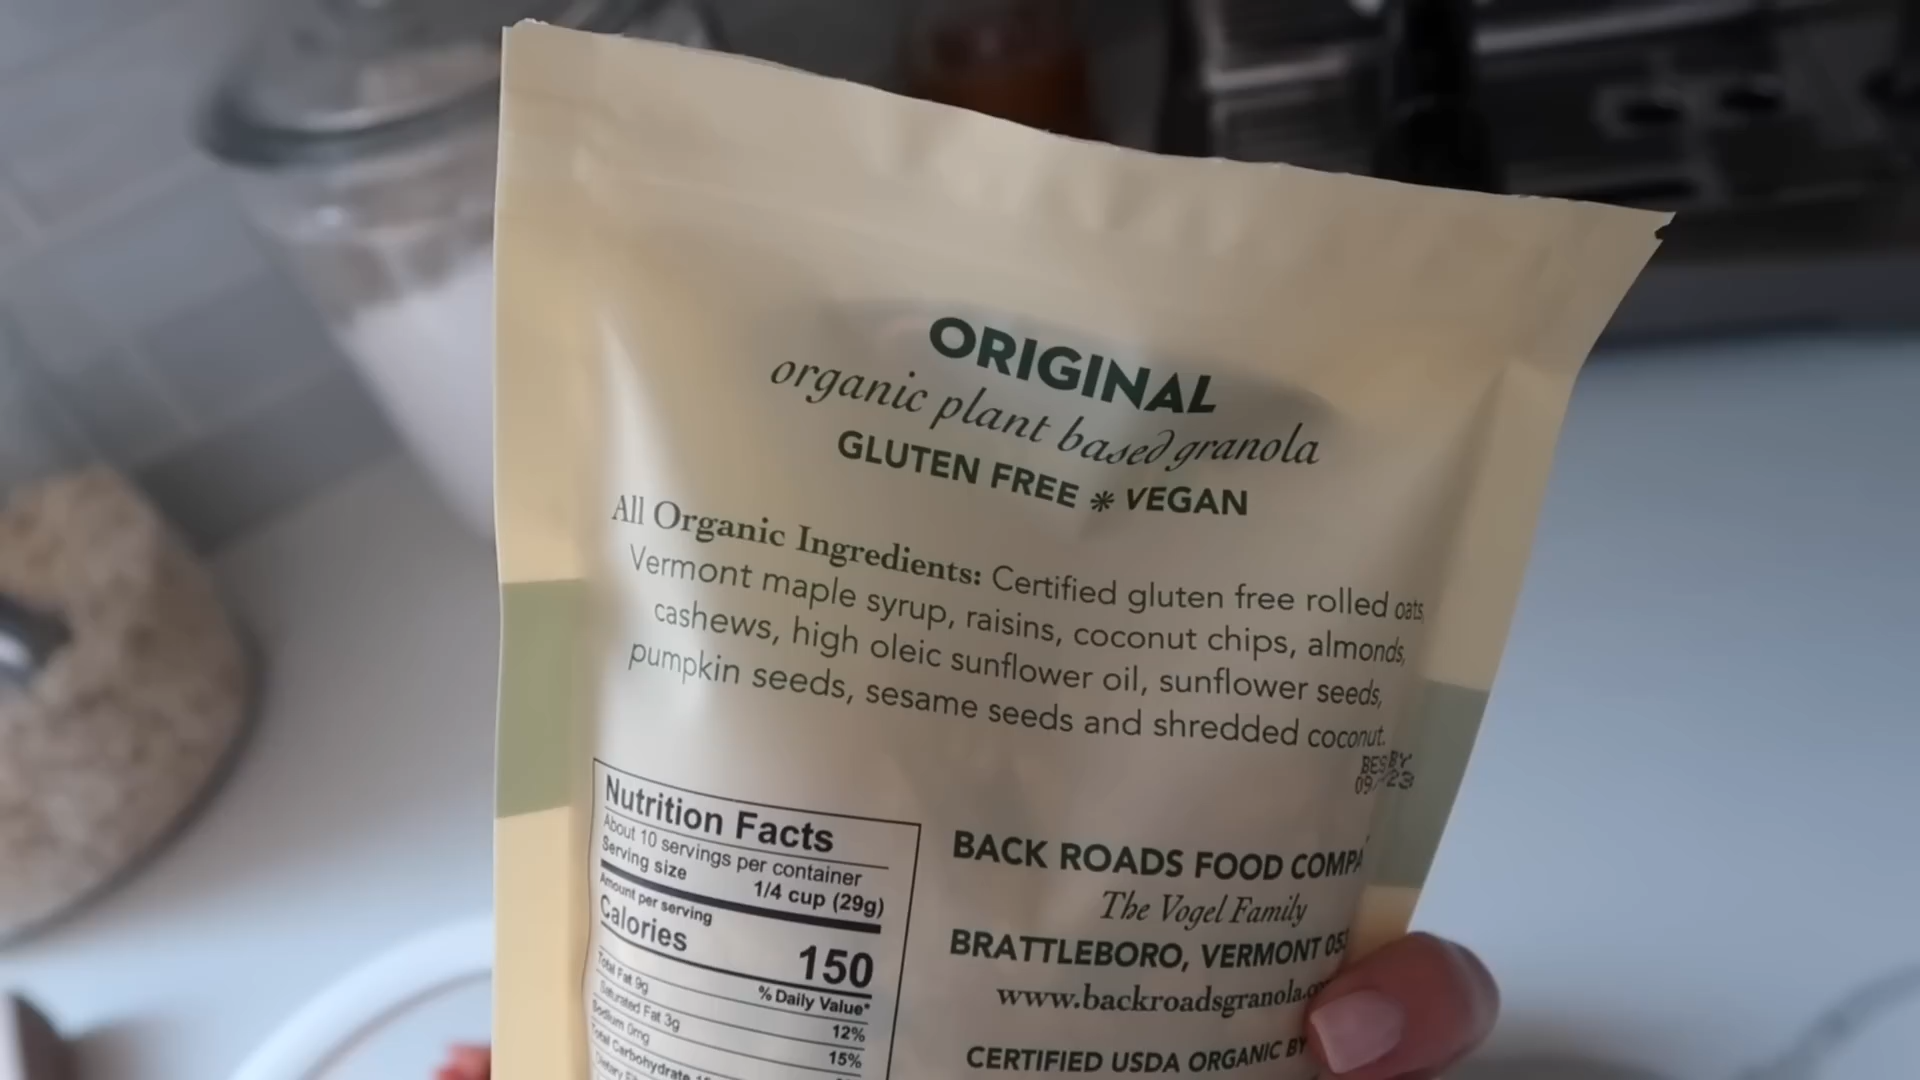 ORIGINAL
organic plant based granola
GLUTEN FREE * VEGAN
All Organic Ingredients: Certified gluten free rolled oats,
Vermont maple syrup, raisins, coconut chips, almonds,
cashews, high oleic sunflower oil, sunflower seeds,
pumpkin seeds, sesame seeds and shredded coconut.
BEST BY
Nutrition Facts
About 10 servings per container
Serving size 1/4 cup (29g)
Amount per serving
Calories 150
% Daily Value*
Total Fat 9g 12%
Saturated Fat 3g 15%
Sodium 0mg
Total Carbohydrate
BACK ROADS FOOD COMPA
The Vogel Family
BRATTLEBORO, VERMONT 053
www.backroadsgranola.co
CERTIFIED USDA ORGANIC BY